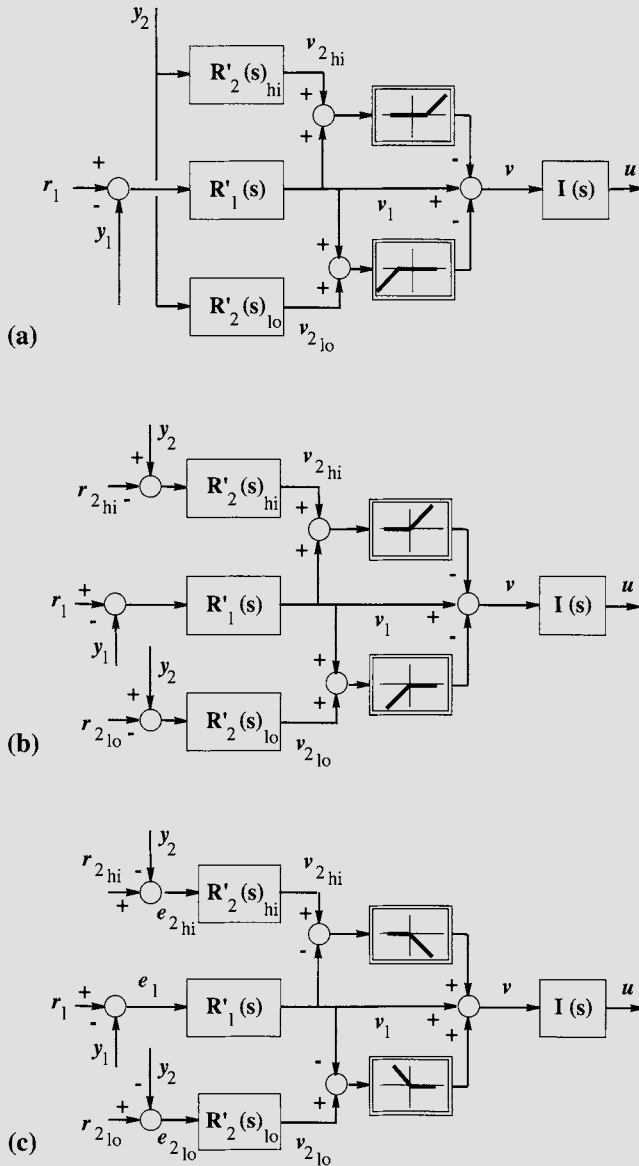 y2
R'2(s)hi
v2hi
+
+
r1
+
-
y1
R'1(s)
v1
-
+
-
v
I(s)
u
+
+
R'2(s)lo
v2lo
(a)
y2
+
r2hi
-
R'2(s)hi
v2hi
+
+
r1
+
-
y1
R'1(s)
v1
-
+
-
v
I(s)
u
y2
+
r2lo
-
R'2(s)lo
v2lo
+
+
(b)
y2
-
r2hi
+
e2hi
R'2(s)hi
v2hi
+
-
r1
+
-
y1
e1
R'1(s)
v1
+
+
+
v
I(s)
u
y2
-
r2lo
+
e2lo
R'2(s)lo
v2lo
-
+
(c)